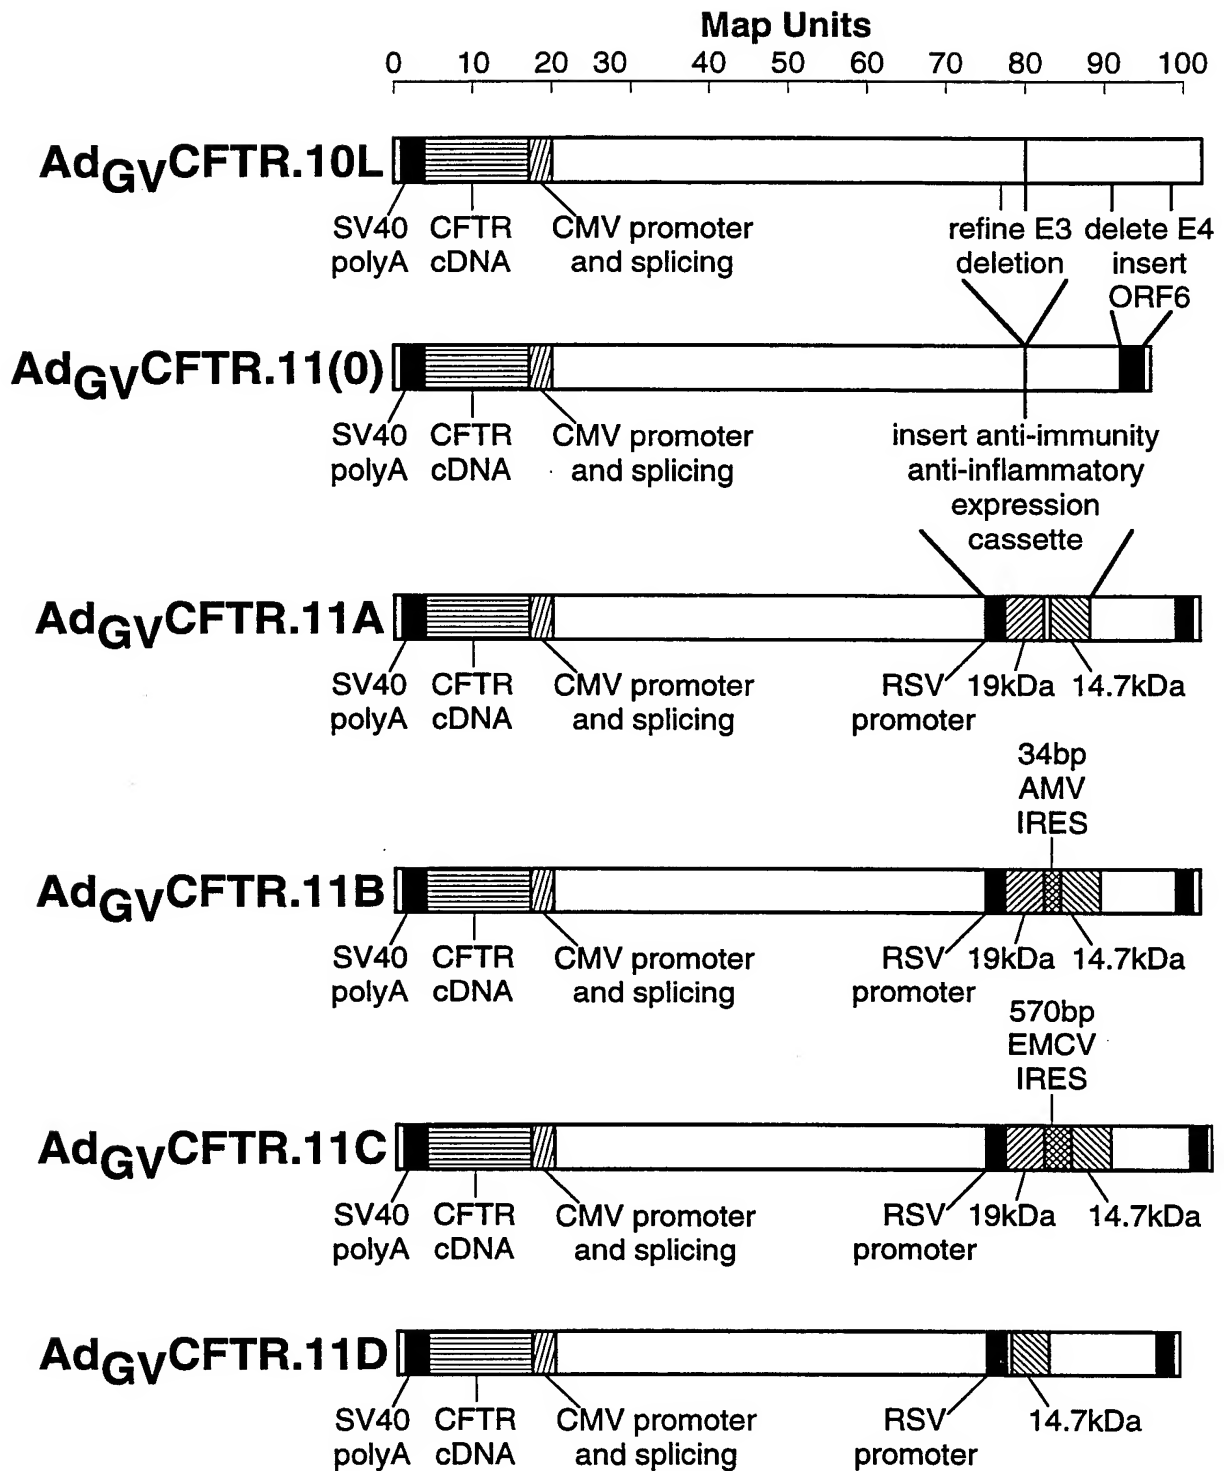 Map Units
0 10 20 30 40 50 60 70 80 90 100
AdGVCFTR.10L
SV40 CFTR CMV promoter refine E3 delete E4
polyA cDNA and splicing deletion insert
ORF6
AdGVCFTR.11(0)
SV40 CFTR CMV promoter insert anti-immunity
polyA cDNA and splicing anti-inflammatory
expression
cassette
AdGVCFTR.11A
SV40 CFTR CMV promoter RSV 19kDa 14.7kDa
polyA cDNA and splicing promoter
34bp
AMV
IRES
AdGVCFTR.11B
SV40 CFTR CMV promoter RSV 19kDa 14.7kDa
polyA cDNA and splicing promoter
570bp
EMCV
IRES
AdGVCFTR.11C
SV40 CFTR CMV promoter RSV 19kDa 14.7kDa
polyA cDNA and splicing promoter
AdGVCFTR.11D
SV40 CFTR CMV promoter RSV 14.7kDa
polyA cDNA and splicing promoter